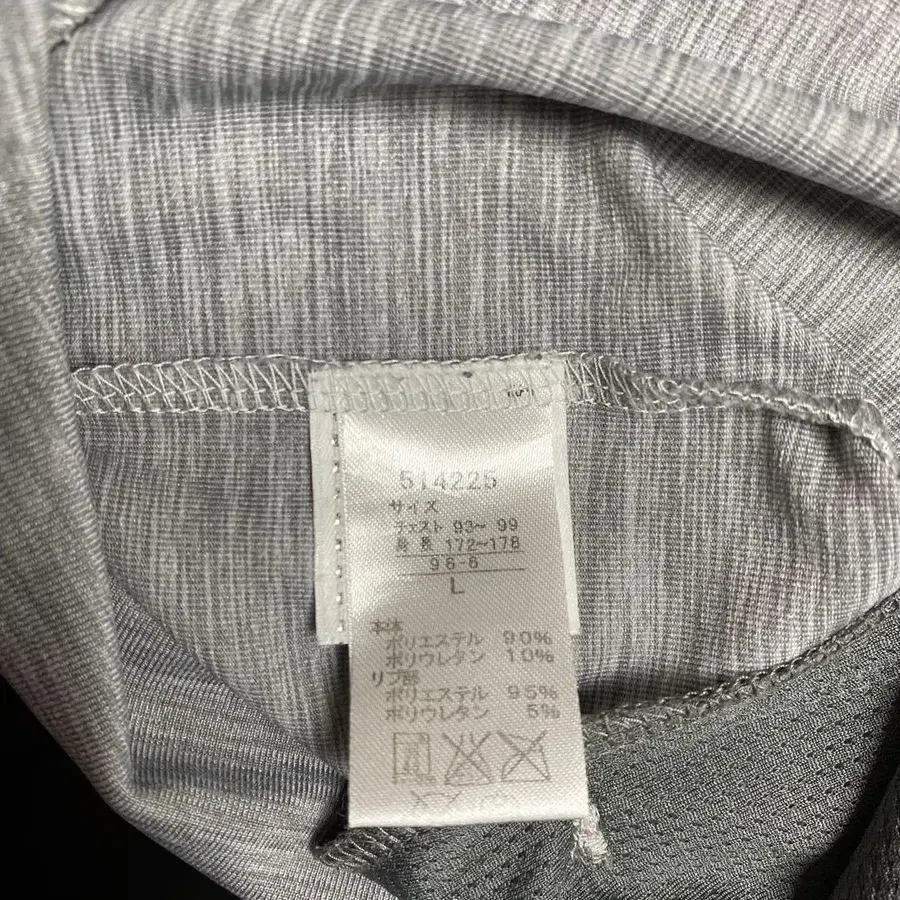 514225
サイズ
チェスト 93~ 99
身長 172~178
96-6
L
本体
ポリエステル 90%
ポリウレタン 10%
リブ部
ポリエステル 95%
ポリウレタン 5%